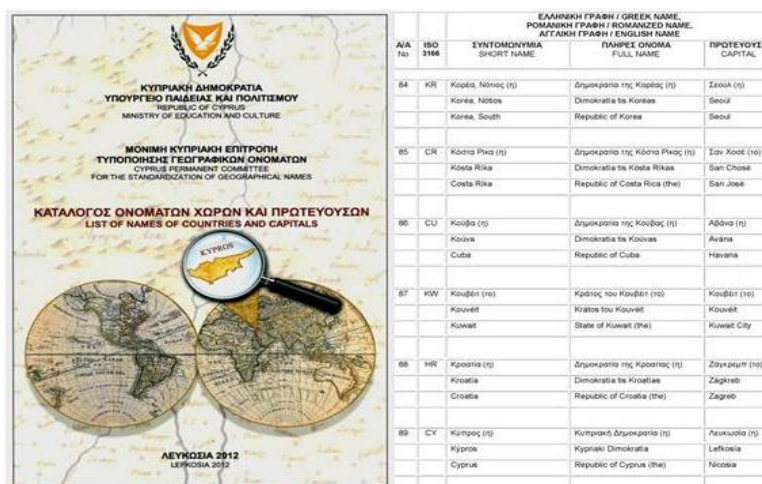 ΚΥΠΡΙΑΚΗ ΔΗΜΟΚΡΑΤΙΑ
ΥΠΟΥΡΓΕΙΟ ΠΑΙΔΕΙΑΣ ΚΑΙ ΠΟΛΙΤΙΣΜΟΥ
REPUBLIC OF CYPRUS
MINISTRY OF EDUCATION AND CULTURE
ΜΟΝΙΜΗ ΚΥΠΡΙΑΚΗ ΕΠΙΤΡΟΠΗ
ΤΥΠΟΠΟΙΗΣΗΣ ΓΕΩΓΡΑΦΙΚΩΝ ΟΝΟΜΑΤΩΝ
CYPRUS PERMANENT COMMITTEE
FOR THE STANDARDIZATION OF GEOGRAPHICAL NAMES
ΚΑΤΑΛΟΓΟΣ ΟΝΟΜΑΤΩΝ ΧΩΡΩΝ ΚΑΙ ΠΡΩΤΕΥΟΥΣΩΝ
LIST OF NAMES OF COUNTRIES AND CAPITALS
KYPROS
ΛΕΥΚΩΣΙΑ 2012
LEFKOSIA 2012
ΕΛΛΗΝΙΚΗ ΓΡΑΦΗ / GREEK NAME,
ΡΩΜΑΝΙΚΗ ΓΡΑΦΗ / ROMANIZED NAME,
ΑΓΓΛΙΚΗ ΓΡΑΦΗ / ENGLISH NAME
Α/Α ISO ΣΥΝΤΟΜΩΝΥΜΙΑ ΠΛΗΡΕΣ ΟΝΟΜΑ ΠΡΩΤΕΥΟΥΣ
No 3166 SHORT NAME FULL NAME CAPITAL
84 KR Κορέα, Νότιος (η) Δημοκρατία της Κορέας (η) Σεούλ (η)
Koréa, Nótios Dimokratía tis Koréas Seoúl
Korea, South Republic of Korea Seoul
85 CR Κόστα Ρίκα (η) Δημοκρατία της Κόστα Ρίκας (η) Σαν Χοσέ (το)
Kósta Ríka Dimokratía tis Kósta Ríkas San Chosé
Costa Rika Republic of Costa Rica (the) San José
86 CU Κούβα (η) Δημοκρατία της Κούβας (η) Αβάνα (η)
Koúva Dimokratía tis Koúvas Avána
Cuba Republic of Cuba Havana
87 KW Κουβέιτ (το) Κράτος του Κουβέιτ (το) Κουβέιτ (το)
Kouvéït Krátos tou Kouvéït Kouvéït
Kuwait State of Kuwait (the) Kuwait City
88 HR Κροατία (η) Δημοκρατία της Κροατίας (η) Ζάγκρεμπ (το)
Kroatía Dimokratía tis Kroatías Zágkreb
Croatia Republic of Croatia (the) Zagreb
89 CY Κύπρος (η) Κυπριακή Δημοκρατία (η) Λευκωσία (η)
Kýpros Kypriakí Dimokratía Lefkosía
Cyprus Republic of Cyprus (the) Nicosia